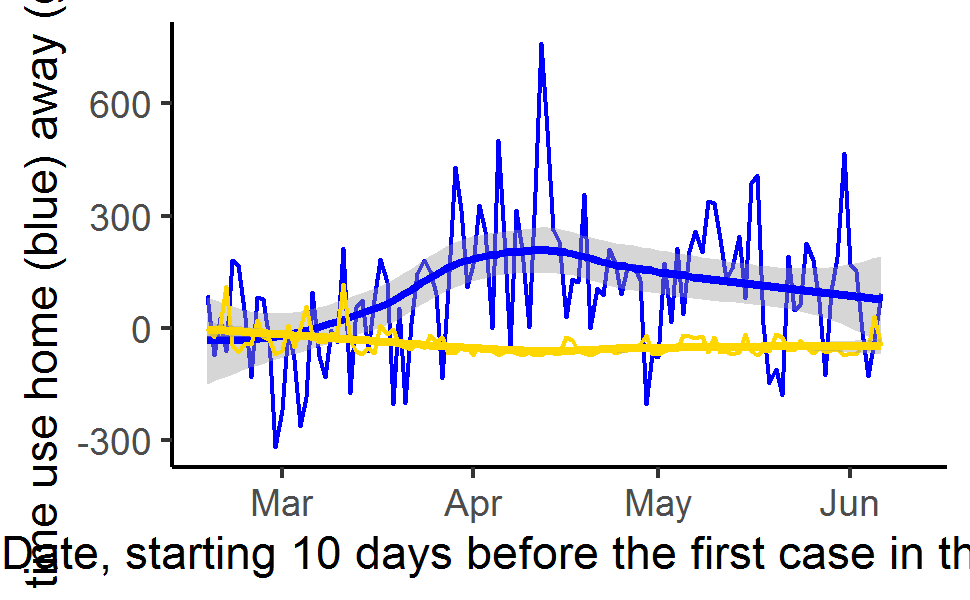 time use home (blue) away (
600
300
0
-300
Mar Apr May Jun
Date, starting 10 days before the first case in th